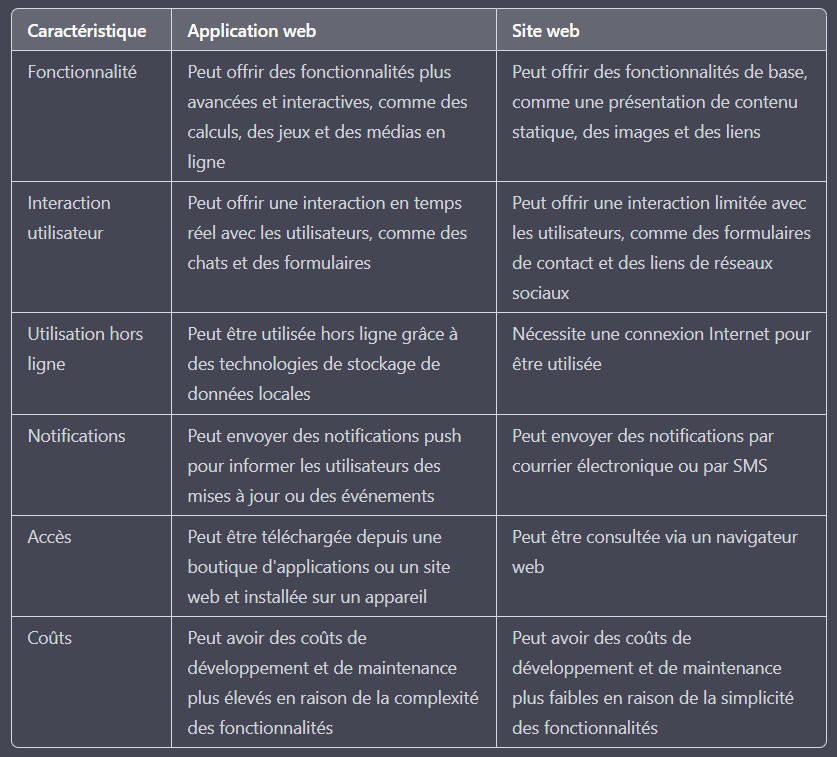 Caractéristique Application web Site web
Fonctionnalité Peut offrir des fonctionnalités plus Peut offrir des fonctionnalités de base,
avancées et interactives, comme des comme une présentation de contenu
calculs, des jeux et des médias en statique, des images et des liens
ligne
Interaction Peut offrir une interaction en temps Peut offrir une interaction limitée avec
utilisateur réel avec les utilisateurs, comme des les utilisateurs, comme des formulaires
chats et des formulaires de contact et des liens de réseaux
sociaux
Utilisation hors Peut être utilisée hors ligne grâce à Nécessite une connexion Internet pour
ligne des technologies de stockage de être utilisée
données locales
Notifications Peut envoyer des notifications push Peut envoyer des notifications par
pour informer les utilisateurs des courrier électronique ou par SMS
mises à jour ou des événements
Accès Peut être téléchargée depuis une Peut être consultée via un navigateur
boutique d'applications ou un site web
web et installée sur un appareil
Coûts Peut avoir des coûts de Peut avoir des coûts de
développement et de maintenance développement et de maintenance
plus élevés en raison de la complexité plus faibles en raison de la simplicité
des fonctionnalités des fonctionnalités